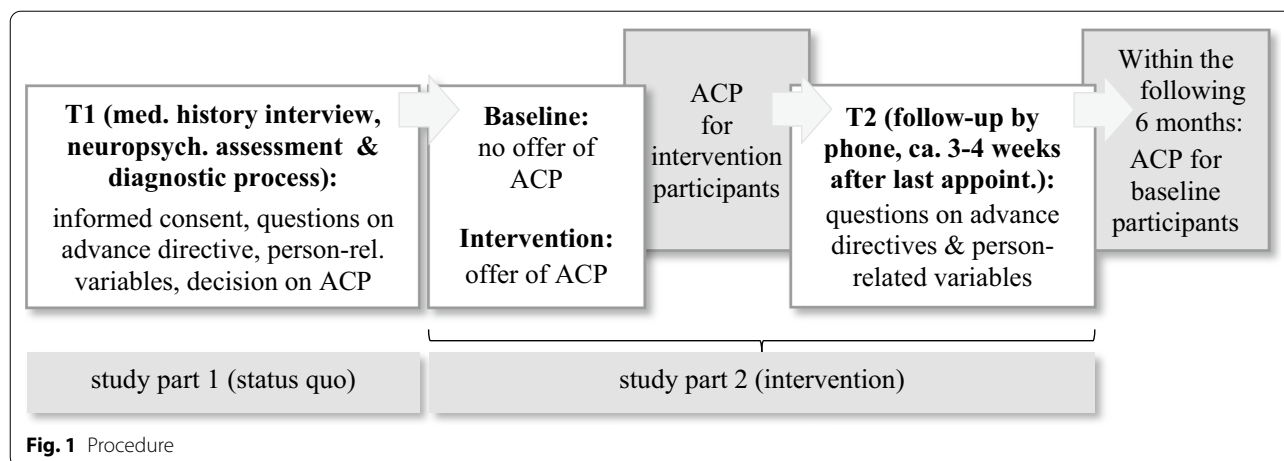 T1 (med. history interview,
neuropsych. assessment &
diagnostic process):
informed consent, questions on
advance directive, person-rel.
variables, decision on ACP
Baseline:
no offer of
ACP
Intervention:
offer of ACP
ACP
for
intervention
participants
T2 (follow-up by
phone, ca. 3-4 weeks
after last appoint.):
questions on advance
directives & person-
related variables
Within the
following
6 months:
ACP for
baseline
participants
study part 1 (status quo)
study part 2 (intervention)
Fig. 1 Procedure